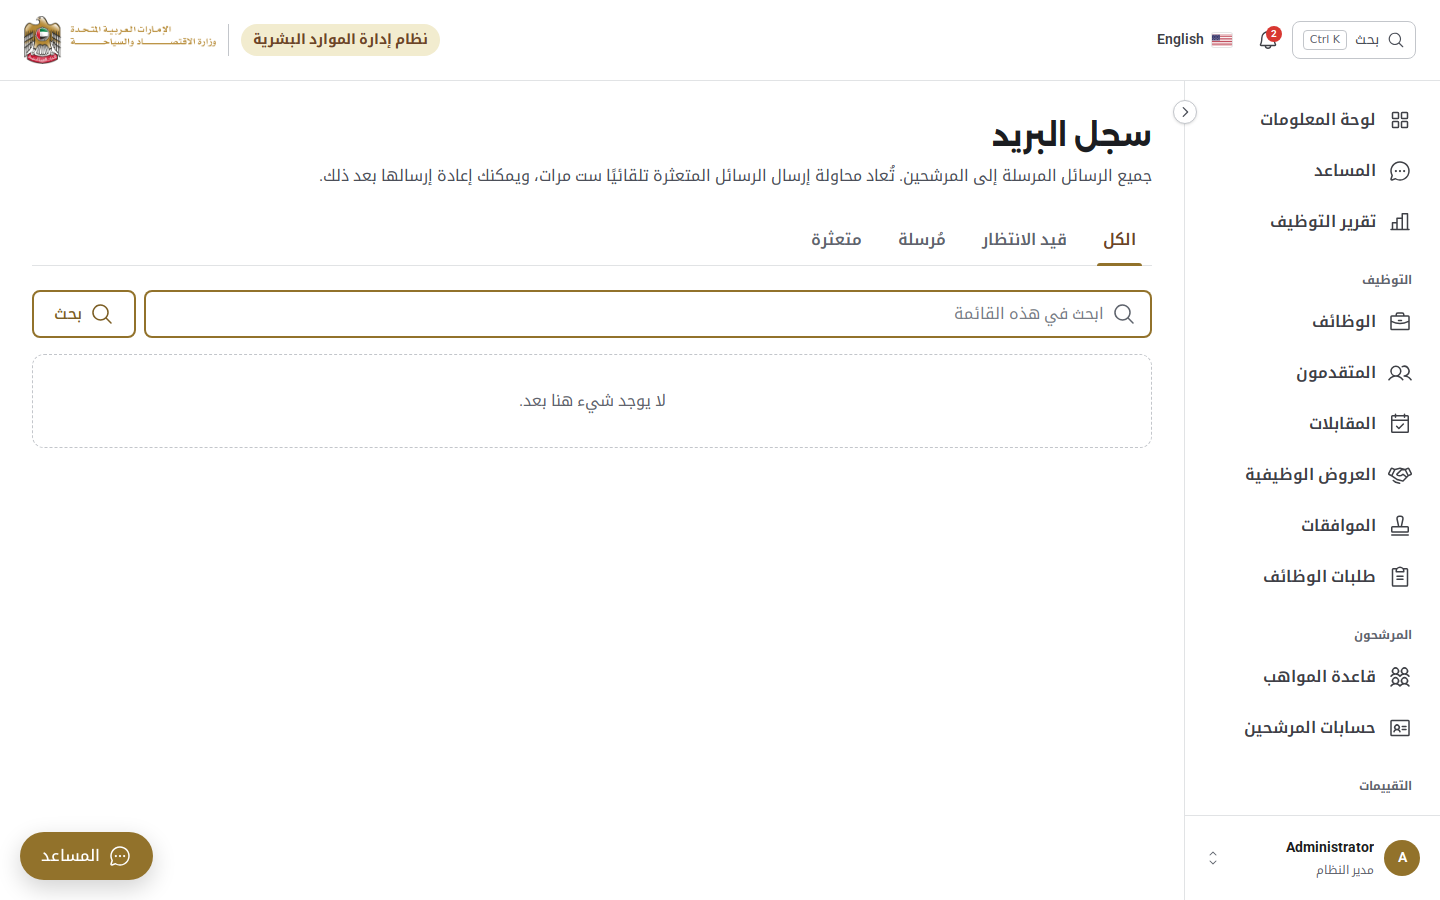 بحث Ctrl K
2
English
نظام إدارة الموارد البشرية
الإمارات العربية المتحدة
وزارة الاقتصاد والسياحة
لوحة المعلومات
المساعد
تقرير التوظيف
التوظيف
الوظائف
المتقدمون
المقابلات
العروض الوظيفية
الموافقات
طلبات الوظائف
المرشحون
قاعدة المواهب
حسابات المرشحين
التقييمات
A
Administrator
مدير النظام
سجل البريد
جميع الرسائل المرسلة إلى المرشحين. تُعاد محاولة إرسال الرسائل المتعثرة تلقائيًا ست مرات، ويمكنك إعادة إرسالها بعد ذلك.
الكل قيد الانتظار مُرسلة متعثرة
ابحث في هذه القائمة
بحث
لا يوجد شيء هنا بعد.
المساعد